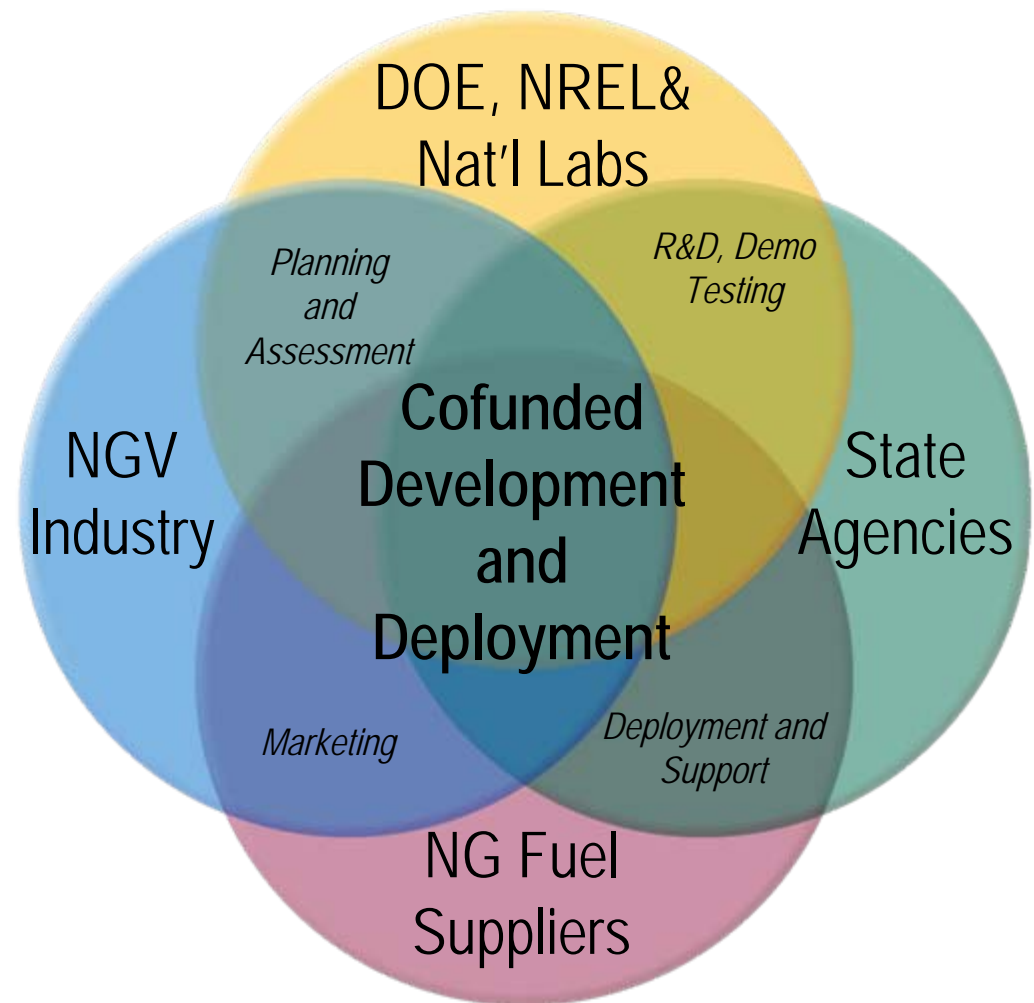 DOE, NREL&
Nat'l Labs
Planning
and
Assessment
R&D, Demo
Testing
NGV
Industry
Cofunded
Development
and
Deployment
State
Agencies
Marketing
Deployment and
Support
NG Fuel
Suppliers